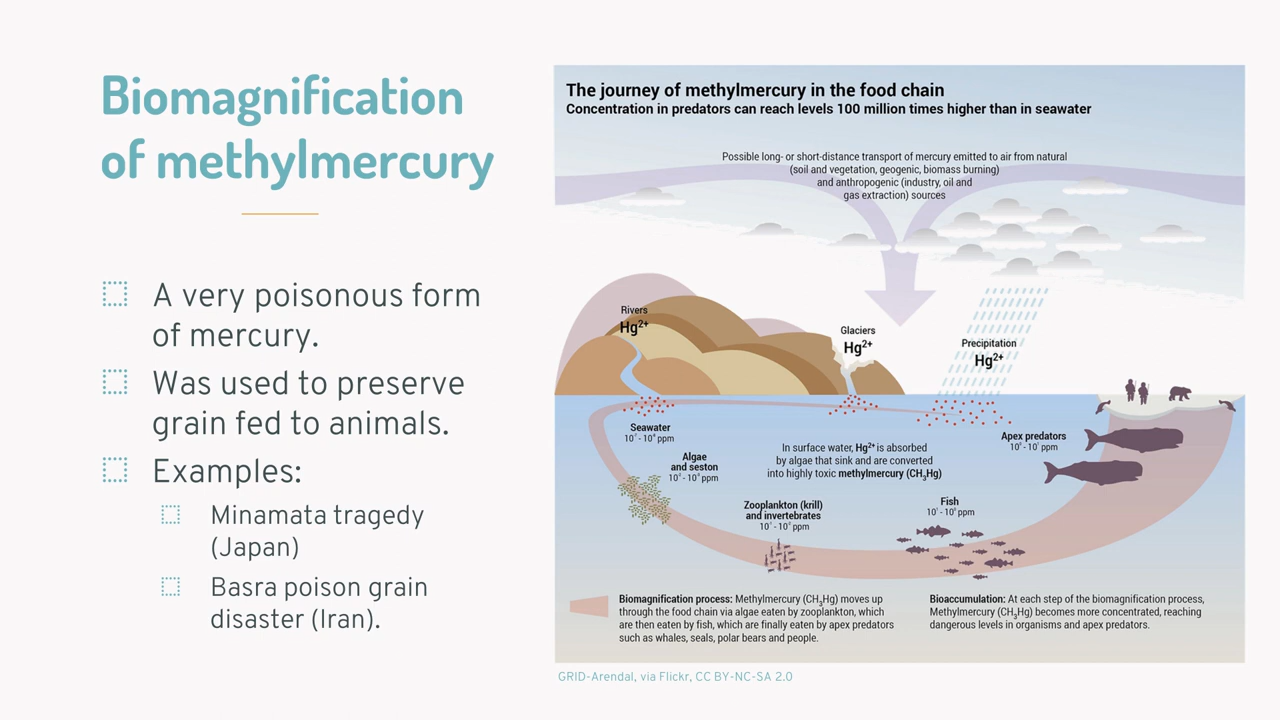 Biomagnification
of methylmercury
A very poisonous form
of mercury.
Was used to preserve
grain fed to animals.
Examples:
Minamata tragedy
(Japan)
Basra poison grain
disaster (Iran).
The journey of methylmercury in the food chain
Concentration in predators can reach levels 100 million times higher than in seawater
Possible long- or short-distance transport of mercury emitted to air from natural
(soil and vegetation, geogenic, biomass burning)
and anthropogenic (industry, oil and
gas extraction) sources
Rivers
Hg²⁺
Glaciers
Hg²⁺
Precipitation
Hg²⁺
Seawater
ppm
Algae
and seston
ppm
In surface water, Hg²⁺ is absorbed
by algae that sink and are converted
into highly toxic methylmercury (CH₃Hg)
Zooplankton (krill)
and invertebrates
ppm
Fish
ppm
Apex predators
ppm
Biomagnification process: Methylmercury (CH₃Hg) moves up
through the food chain via algae eaten by zooplankton, which
are then eaten by fish, which are finally eaten by apex predators
such as whales, seals, polar bears and people.
Bioaccumulation: At each step of the biomagnification process,
Methylmercury (CH₃Hg) becomes more concentrated, reaching
dangerous levels in organisms and apex predators.
GRID-Arendal, via Flickr, CC BY-NC-SA 2.0